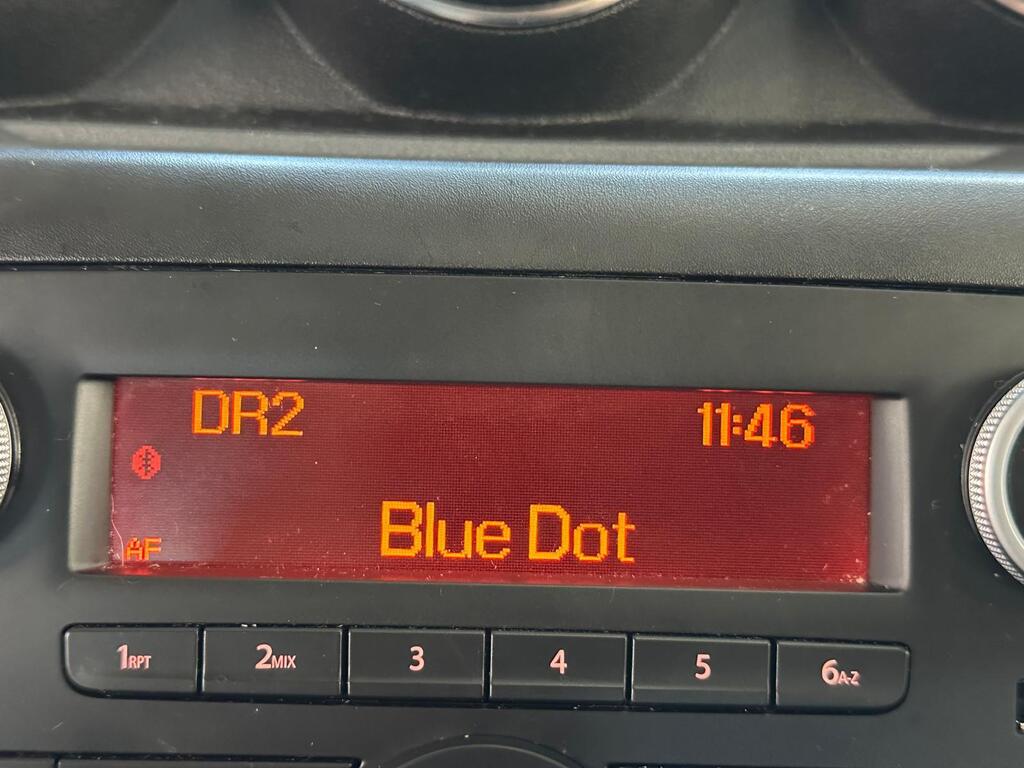 DR2 11:46
AF
Blue Dot
1RPT 2MIX 3 4 5 6A-Z